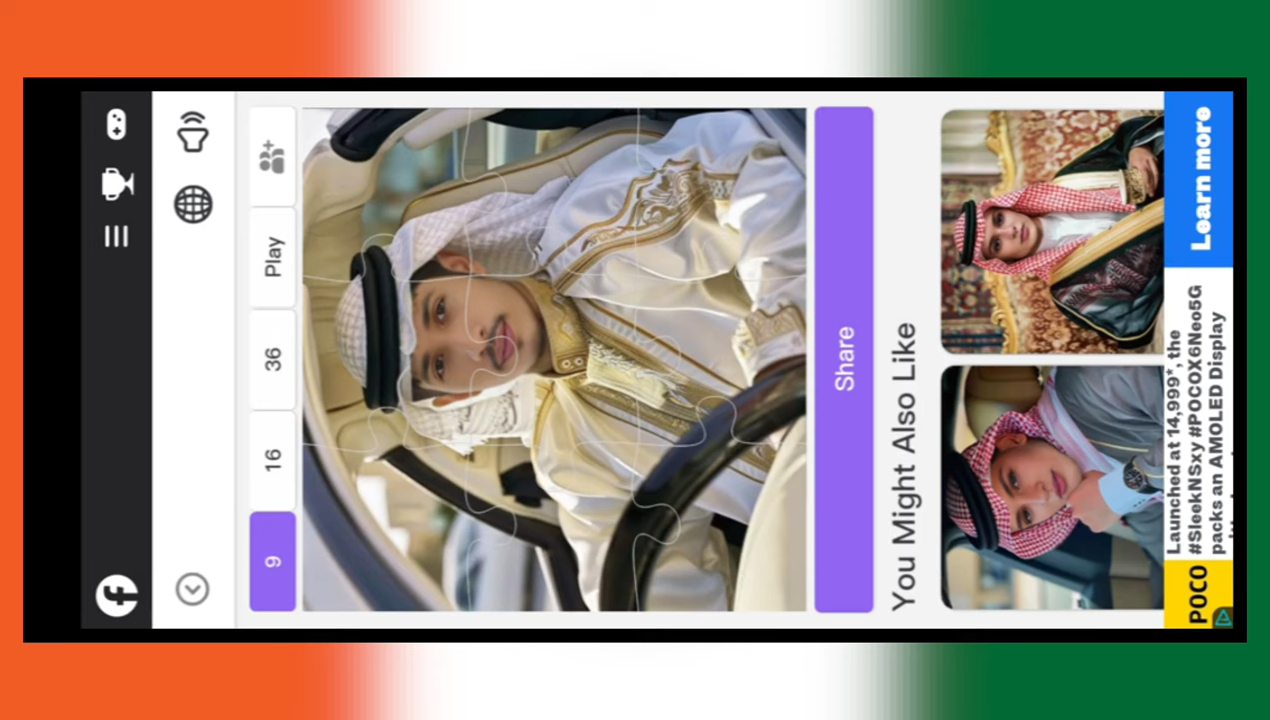 9
16
36
Play
Share
You Might Also Like
POCO
Launched at 14,999*, the
#SleekNSxy #POCOX6Neo5G
packs an AMOLED Display
Learn more